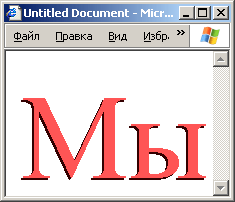 Untitled Document - Micr...
Файл Правка Вид Избр. »
Мы